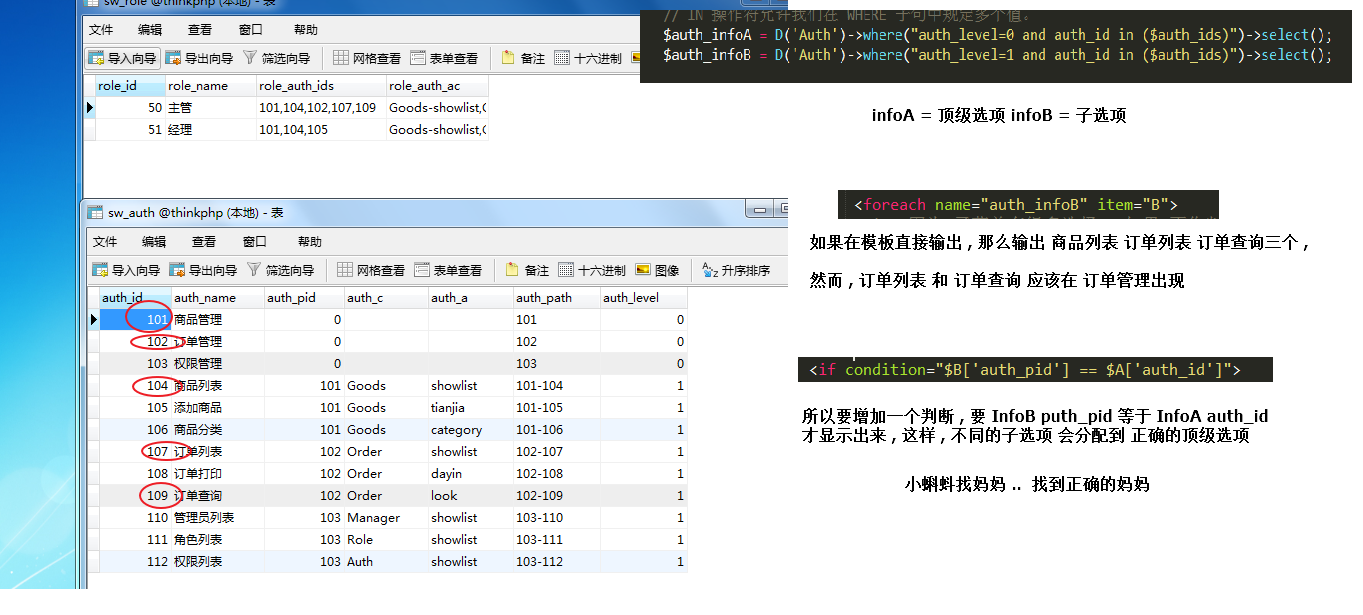 sw_role @thinkphp (本地) - 表
文件 编辑 查看 窗口 帮助
导入向导 导出向导 筛选向导 网格查看 表单查看 备注 十六进制
role_id role_name role_auth_ids role_auth_ac
50 主管 101,104,102,107,109 Goods-showlist,
51 经理 101,104,105 Goods-showlist,
sw_auth @thinkphp (本地) - 表
文件 编辑 查看 窗口 帮助
导入向导 导出向导 筛选向导 网格查看 表单查看 备注 十六进制 图像 升序排序
auth_id auth_name auth_pid auth_c auth_a auth_path auth_level
101 商品管理 0 101 0
102 订单管理 0 102 0
103 权限管理 0 103 0
104 商品列表 101 Goods showlist 101-104 1
105 添加商品 101 Goods tianjia 101-105 1
106 商品分类 101 Goods category 101-106 1
107 订单列表 102 Order showlist 102-107 1
108 订单打印 102 Order dayin 102-108 1
109 订单查询 102 Order look 102-109 1
110 管理员列表 103 Manager showlist 103-110 1
111 角色列表 103 Role showlist 103-111 1
112 权限列表 103 Auth showlist 103-112 1
// IN 操作符允许我们在 WHERE 子句中规定多个值。
$auth_infoA = D('Auth')->where("auth_level=0 and auth_id in ($auth_ids)")->select();
$auth_infoB = D('Auth')->where("auth_level=1 and auth_id in ($auth_ids)")->select();
infoA = 顶级选项 infoB = 子选项
<foreach name="auth_infoB" item="B">
如果在模板直接输出 , 那么输出 商品列表 订单列表 订单查询三个 ,
然而 , 订单列表 和 订单查询 应该在 订单管理出现
<if condition="$B['auth_pid'] == $A['auth_id']">
所以要增加一个判断 , 要 InfoB puth_pid 等于 InfoA auth_id
才显示出来 , 这样 , 不同的子选项 会分配到 正确的顶级选项
小蝌蚪找妈妈 .. 找到正确的妈妈